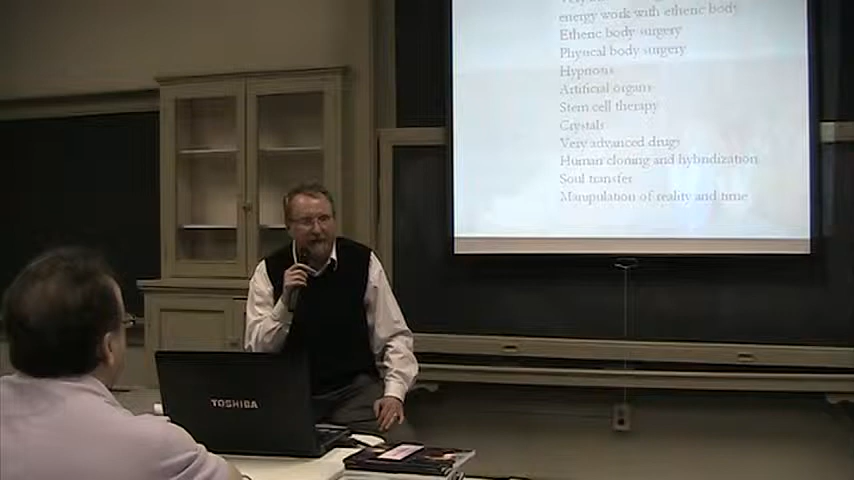 energy work with etheric body
Etheric body surgery
Physical body surgery
Hypnosis
Artificial organs
Stem cell therapy
Crystals
Very advanced drugs
Human cloning and hybridization
Soul transfer
Manipulation of reality and time
TOSHIBA